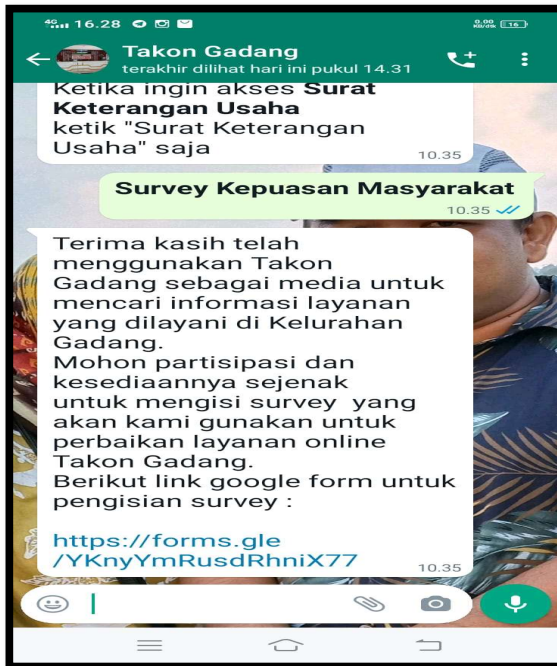 4G 16.28 0.00 KB/dtk 16
Takon Gadang
terakhir dilihat hari ini pukul 14.31
Ketika ingin akses Surat
Keterangan Usaha
ketik "Surat Keterangan
Usaha" saja
10.35
Survey Kepuasan Masyarakat
10.35
Terima kasih telah
menggunakan Takon
Gadang sebagai media untuk
mencari informasi layanan
yang dilayani di Kelurahan
Gadang.
Mohon partisipasi dan
kesediaannya sejenak
untuk mengisi survey yang
akan kami gunakan untuk
perbaikan layanan online
Takon Gadang.
Berikut link google form untuk
pengisian survey :
https://forms.gle
/YKnyYmRusdRhniX77
10.35